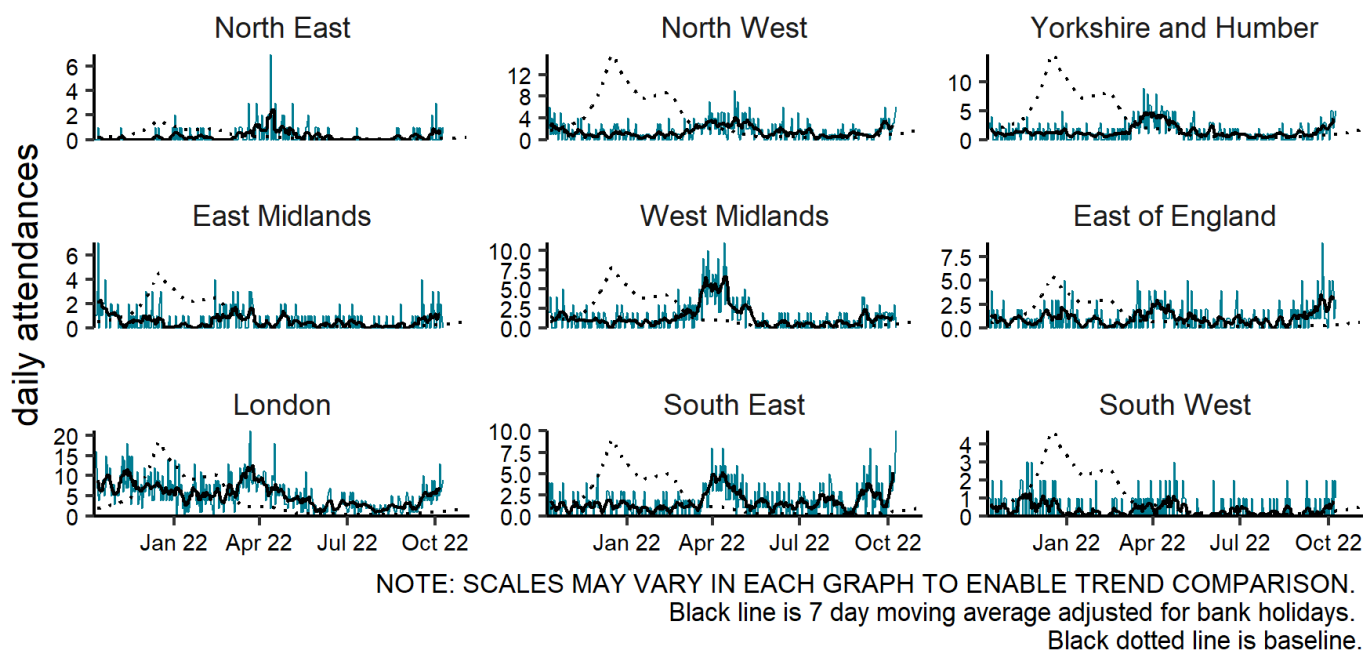 North East
North West
Yorkshire and Humber
6
4
2
0
12
8
4
0
10
5
0
daily attendances
East Midlands
West Midlands
East of England
6
4
2
0
10.0
7.5
5.0
2.5
0.0
7.5
5.0
2.5
0.0
London
South East
South West
20
15
10
5
0
10.0
7.5
5.0
2.5
0.0
4
3
2
1
0
Jan 22 Apr 22 Jul 22 Oct 22
Jan 22 Apr 22 Jul 22 Oct 22
Jan 22 Apr 22 Jul 22 Oct 22
NOTE: SCALES MAY VARY IN EACH GRAPH TO ENABLE TREND COMPARISON.
Black line is 7 day moving average adjusted for bank holidays.
Black dotted line is baseline.